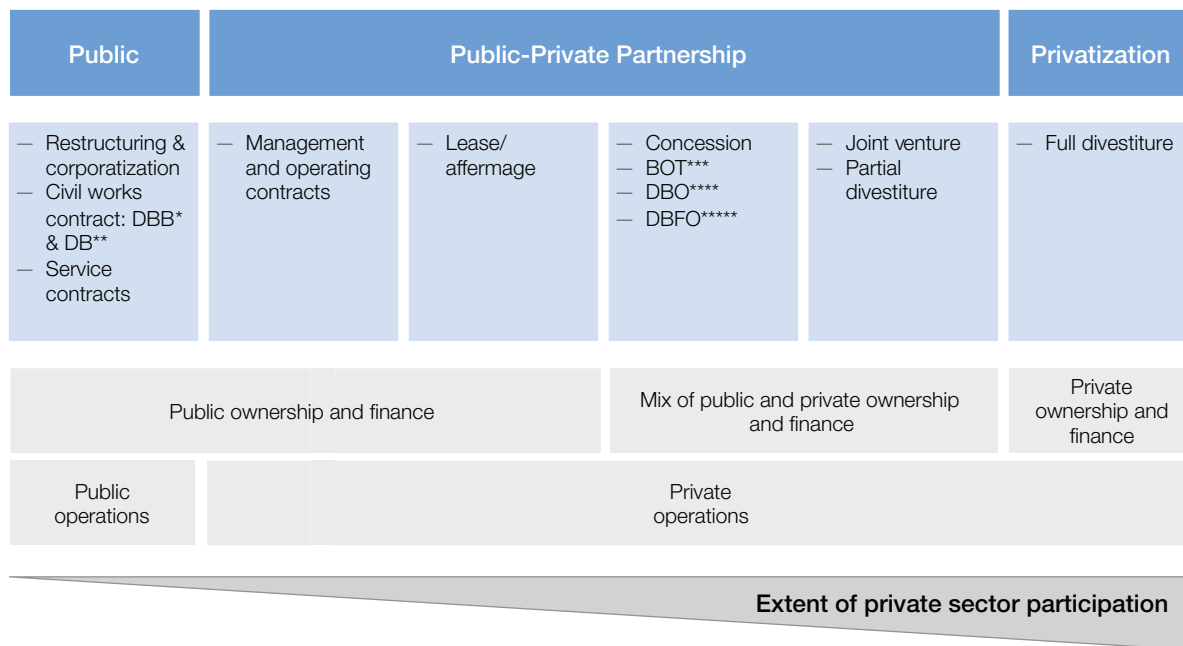 Public
Public-Private Partnership
Privatization
— Restructuring &
corporatization
— Civil works
contract: DBB*
& DB**
— Service
contracts
— Management
and operating
contracts
— Lease/
affermage
— Concession
— BOT***
— DBO****
— DBFO*****
— Joint venture
— Partial
divestiture
— Full divestiture
Public ownership and finance
Mix of public and private ownership
and finance
Private
ownership and
finance
Public
operations
Private
operations
Extent of private sector participation